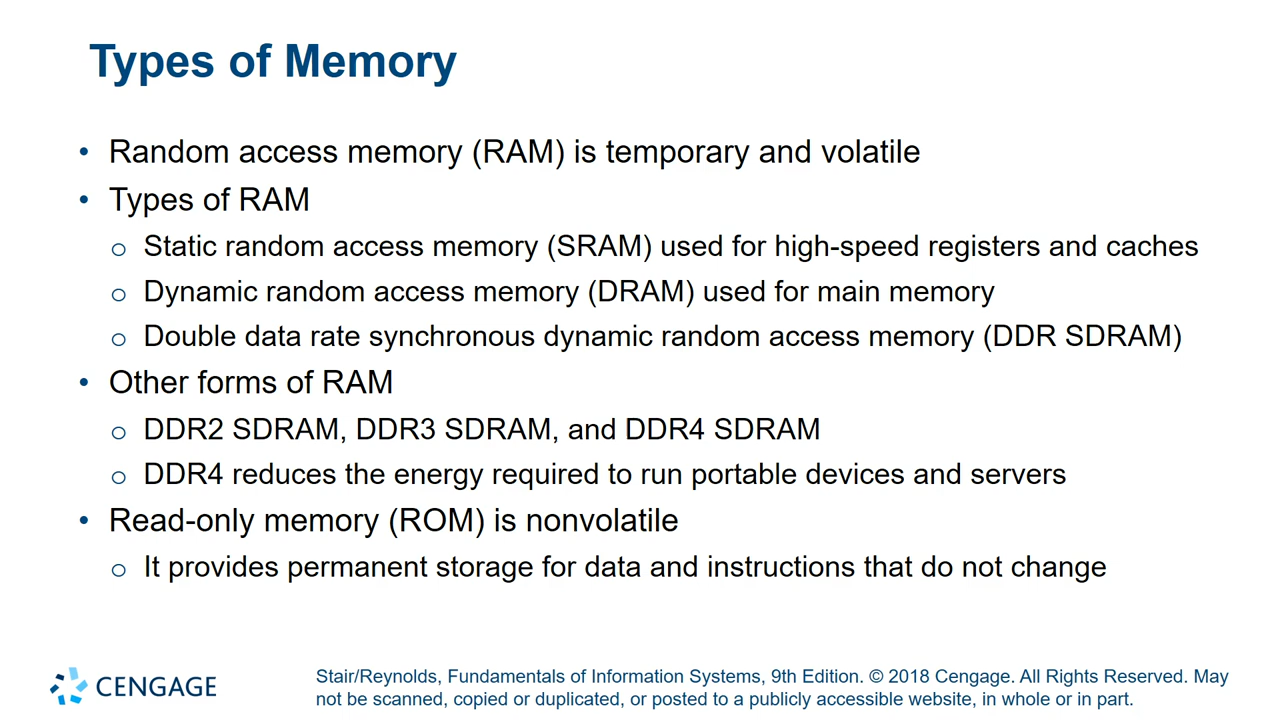 Types of Memory
• Random access memory (RAM) is temporary and volatile
• Types of RAM
o Static random access memory (SRAM) used for high-speed registers and caches
o Dynamic random access memory (DRAM) used for main memory
o Double data rate synchronous dynamic random access memory (DDR SDRAM)
• Other forms of RAM
o DDR2 SDRAM, DDR3 SDRAM, and DDR4 SDRAM
o DDR4 reduces the energy required to run portable devices and servers
• Read-only memory (ROM) is nonvolatile
o It provides permanent storage for data and instructions that do not change
CENGAGE
Stair/Reynolds, Fundamentals of Information Systems, 9th Edition. © 2018 Cengage. All Rights Reserved. May
not be scanned, copied or duplicated, or posted to a publicly accessible website, in whole or in part.